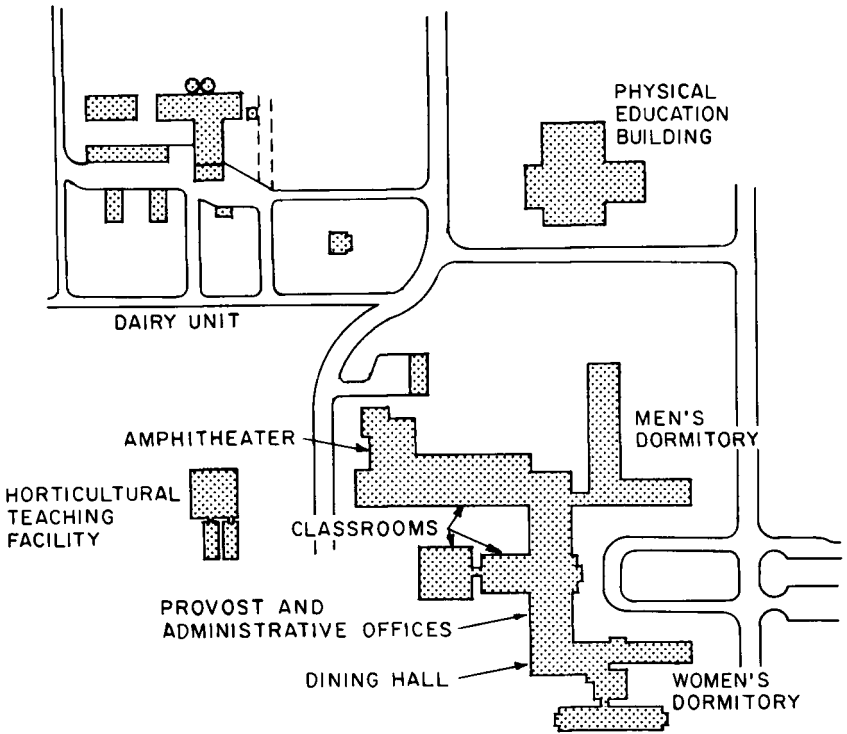 PHYSICAL
EDUCATION
BUILDING
DAIRY UNIT
MEN'S
DORMITORY
AMPHITHEATER
HORTICULTURAL
TEACHING
FACILITY
CLASSROOMS
PROVOST AND
ADMINISTRATIVE OFFICES
DINING HALL
WOMEN'S
DORMITORY